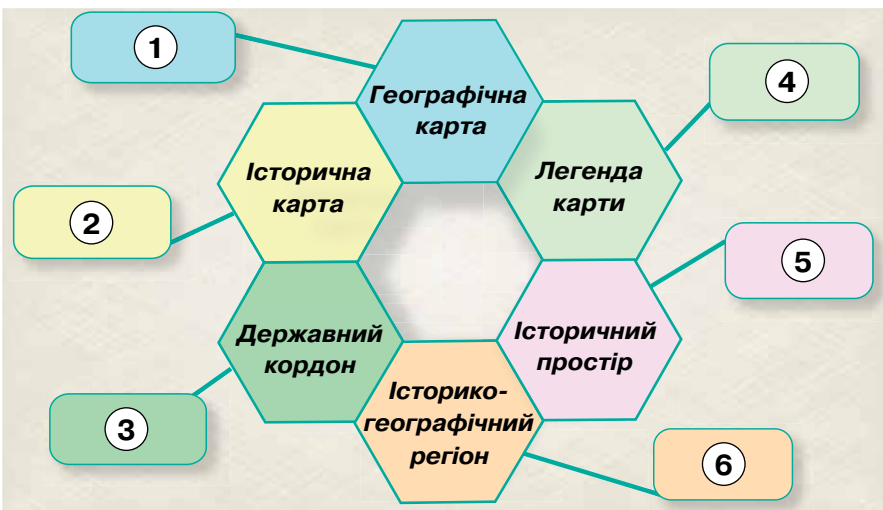 1
Географічна
карта
4
Історична
карта
Легенда
карти
2
5
Державний
кордон
Історичний
простір
Історико-
географічний
регіон
3
6